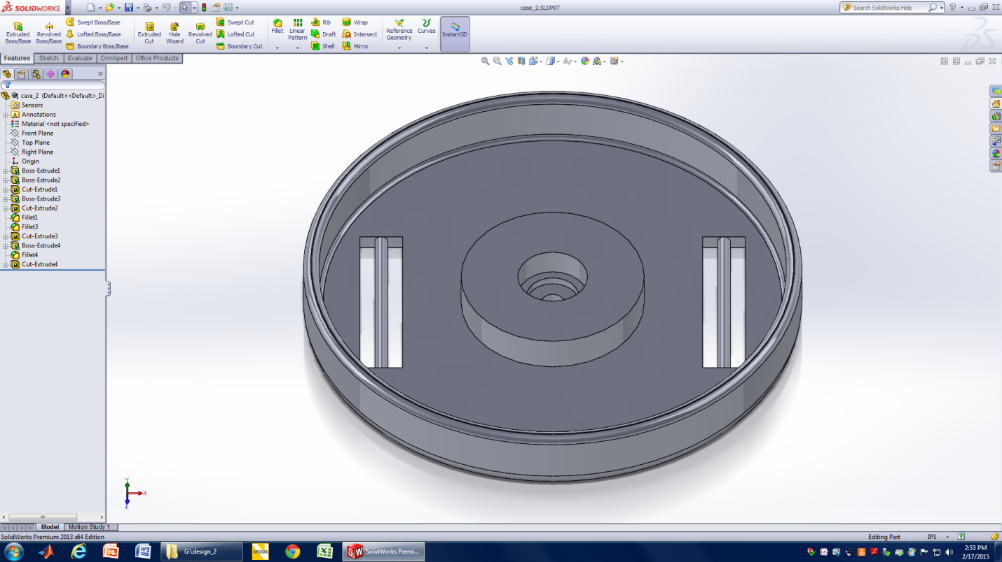 SOLIDWORKS
case_2.SLDPRT
Search SolidWorks Help
Extruded Boss/Base
Revolved Boss/Base
Swept Boss/Base
Lofted Boss/Base
Boundary Boss/Base
Extruded Cut
Hole Wizard
Revolved Cut
Swept Cut
Lofted Cut
Boundary Cut
Fillet
Linear Pattern
Rib
Draft
Shell
Wrap
Intersect
Mirror
Reference Geometry
Curves
Instant3D
Features
Sketch
Evaluate
DimXpert
Office Products
case_2 (Default<<Default>_Di
Sensors
Annotations
Material <not specified>
Front Plane
Top Plane
Right Plane
Origin
Boss-Extrude1
Boss-Extrude2
Cut-Extrude1
Boss-Extrude3
Cut-Extrude2
Fillet1
Fillet3
Cut-Extrude3
Boss-Extrude4
Fillet4
Cut-Extrude4
Y
X
Z
Model
Motion Study 1
SolidWorks Premium 2013 x64 Edition
Editing Part
IPS
G:\design_2
SolidWorks Premi...
2:53 PM
2/17/2015